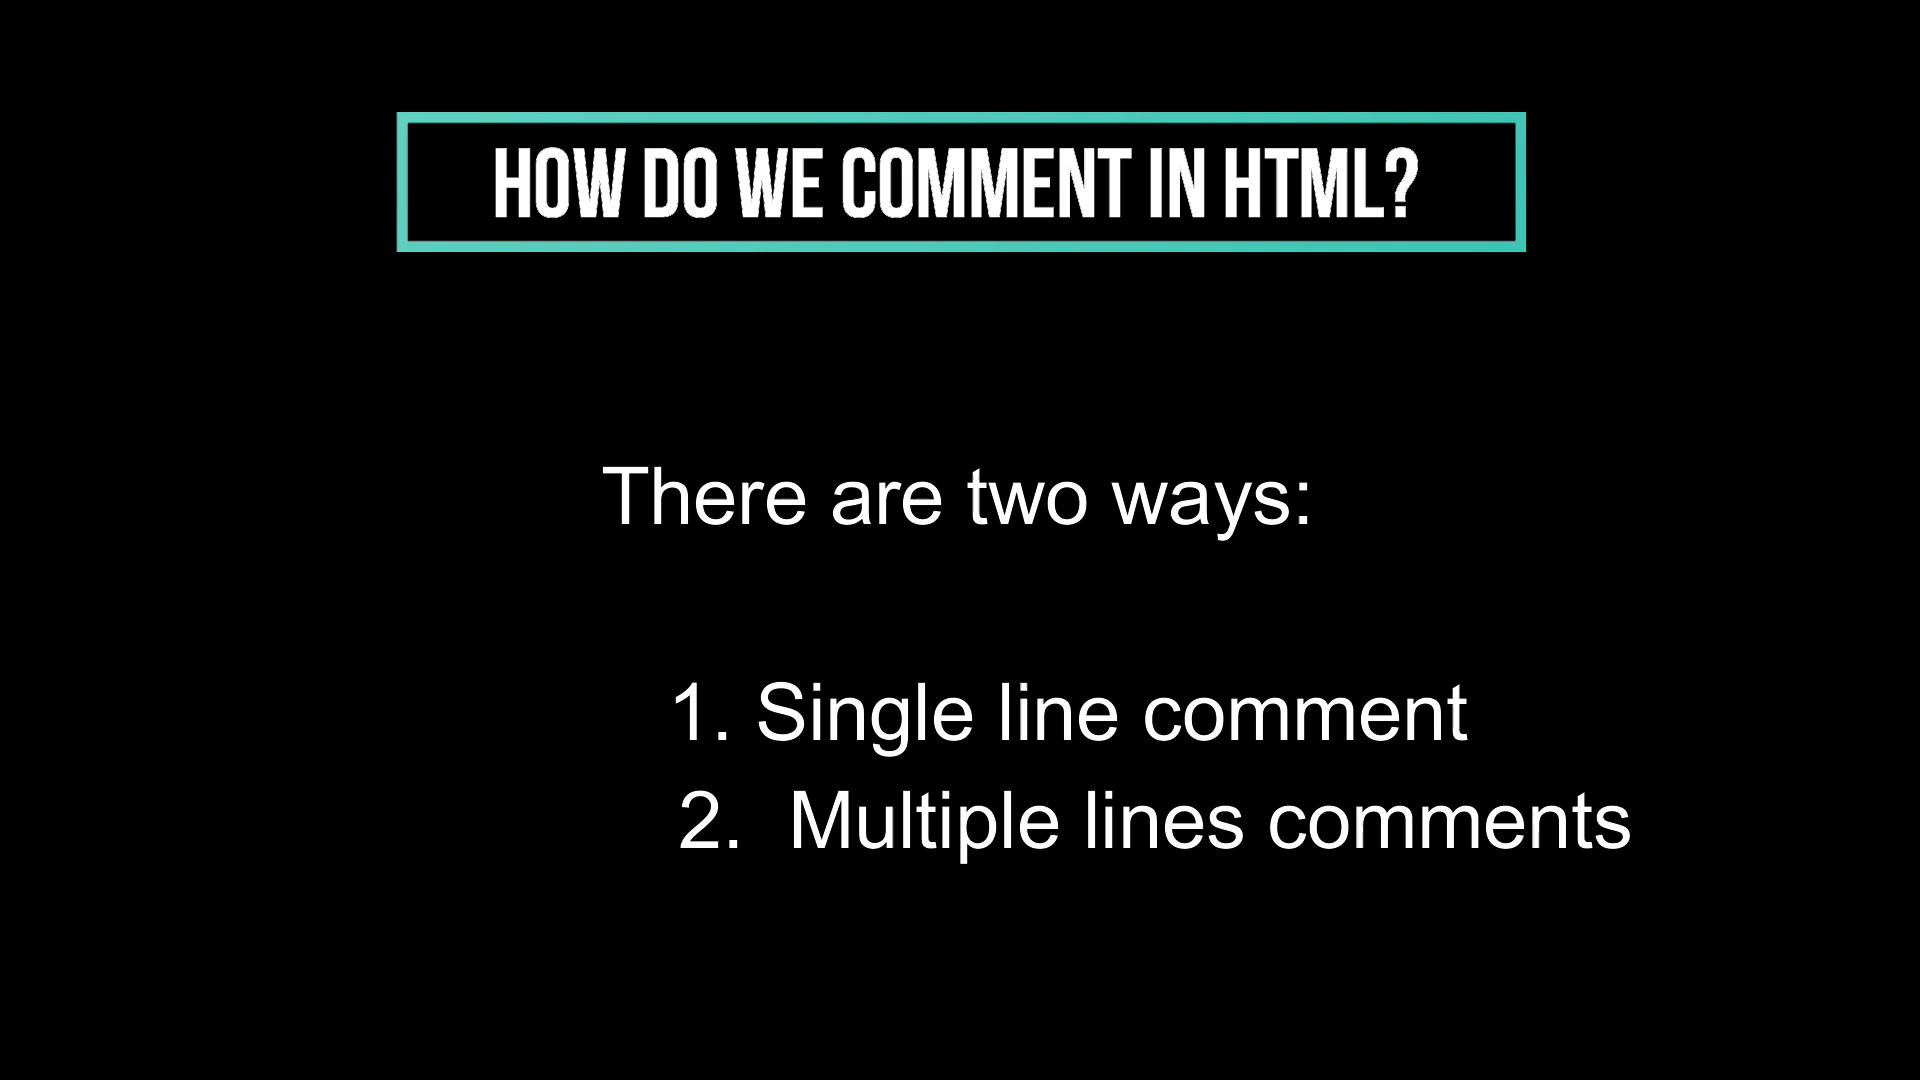 HOW DO WE COMMENT IN HTML?
There are two ways:
1. Single line comment
2. Multiple lines comments